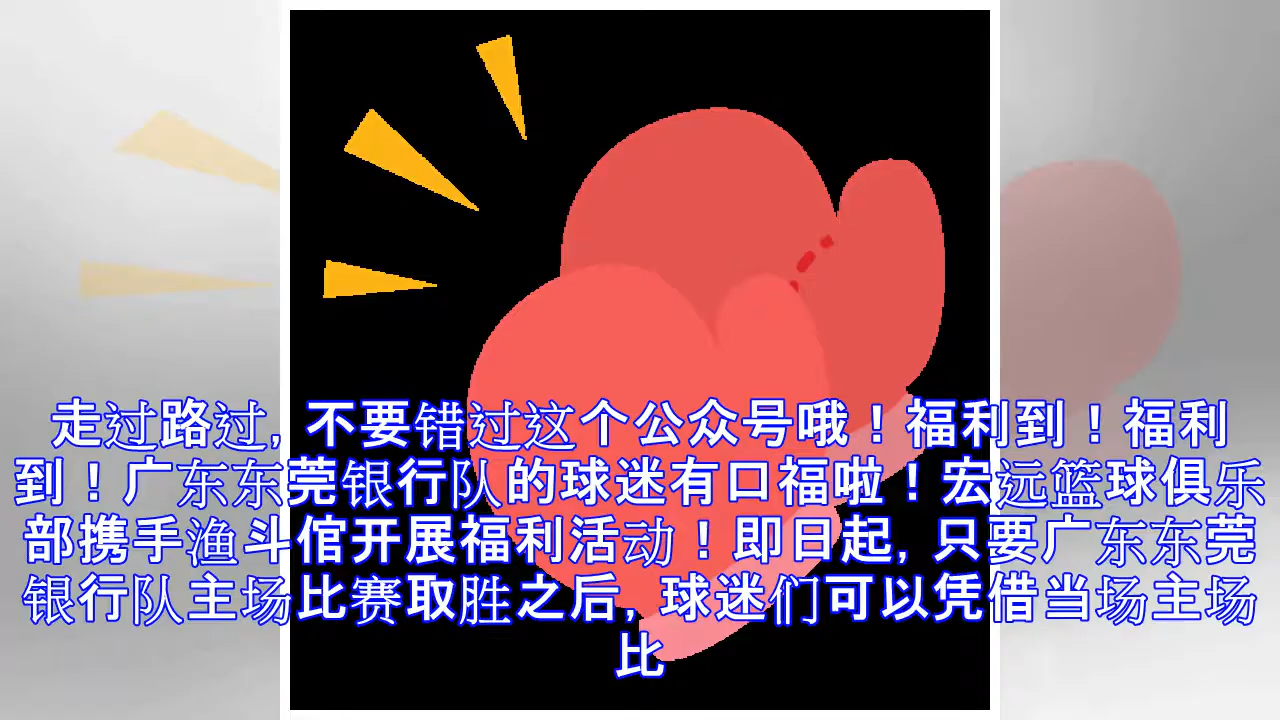 走过路过, 不要错过这个公众号哦！福利到！福利
到！广东东莞银行队的球迷有口福啦！宏远篮球俱乐
部携手渔斗倌开展福利活动！即日起, 只要广东东莞
银行队主场比赛取胜之后, 球迷们可以凭借当场主场
比